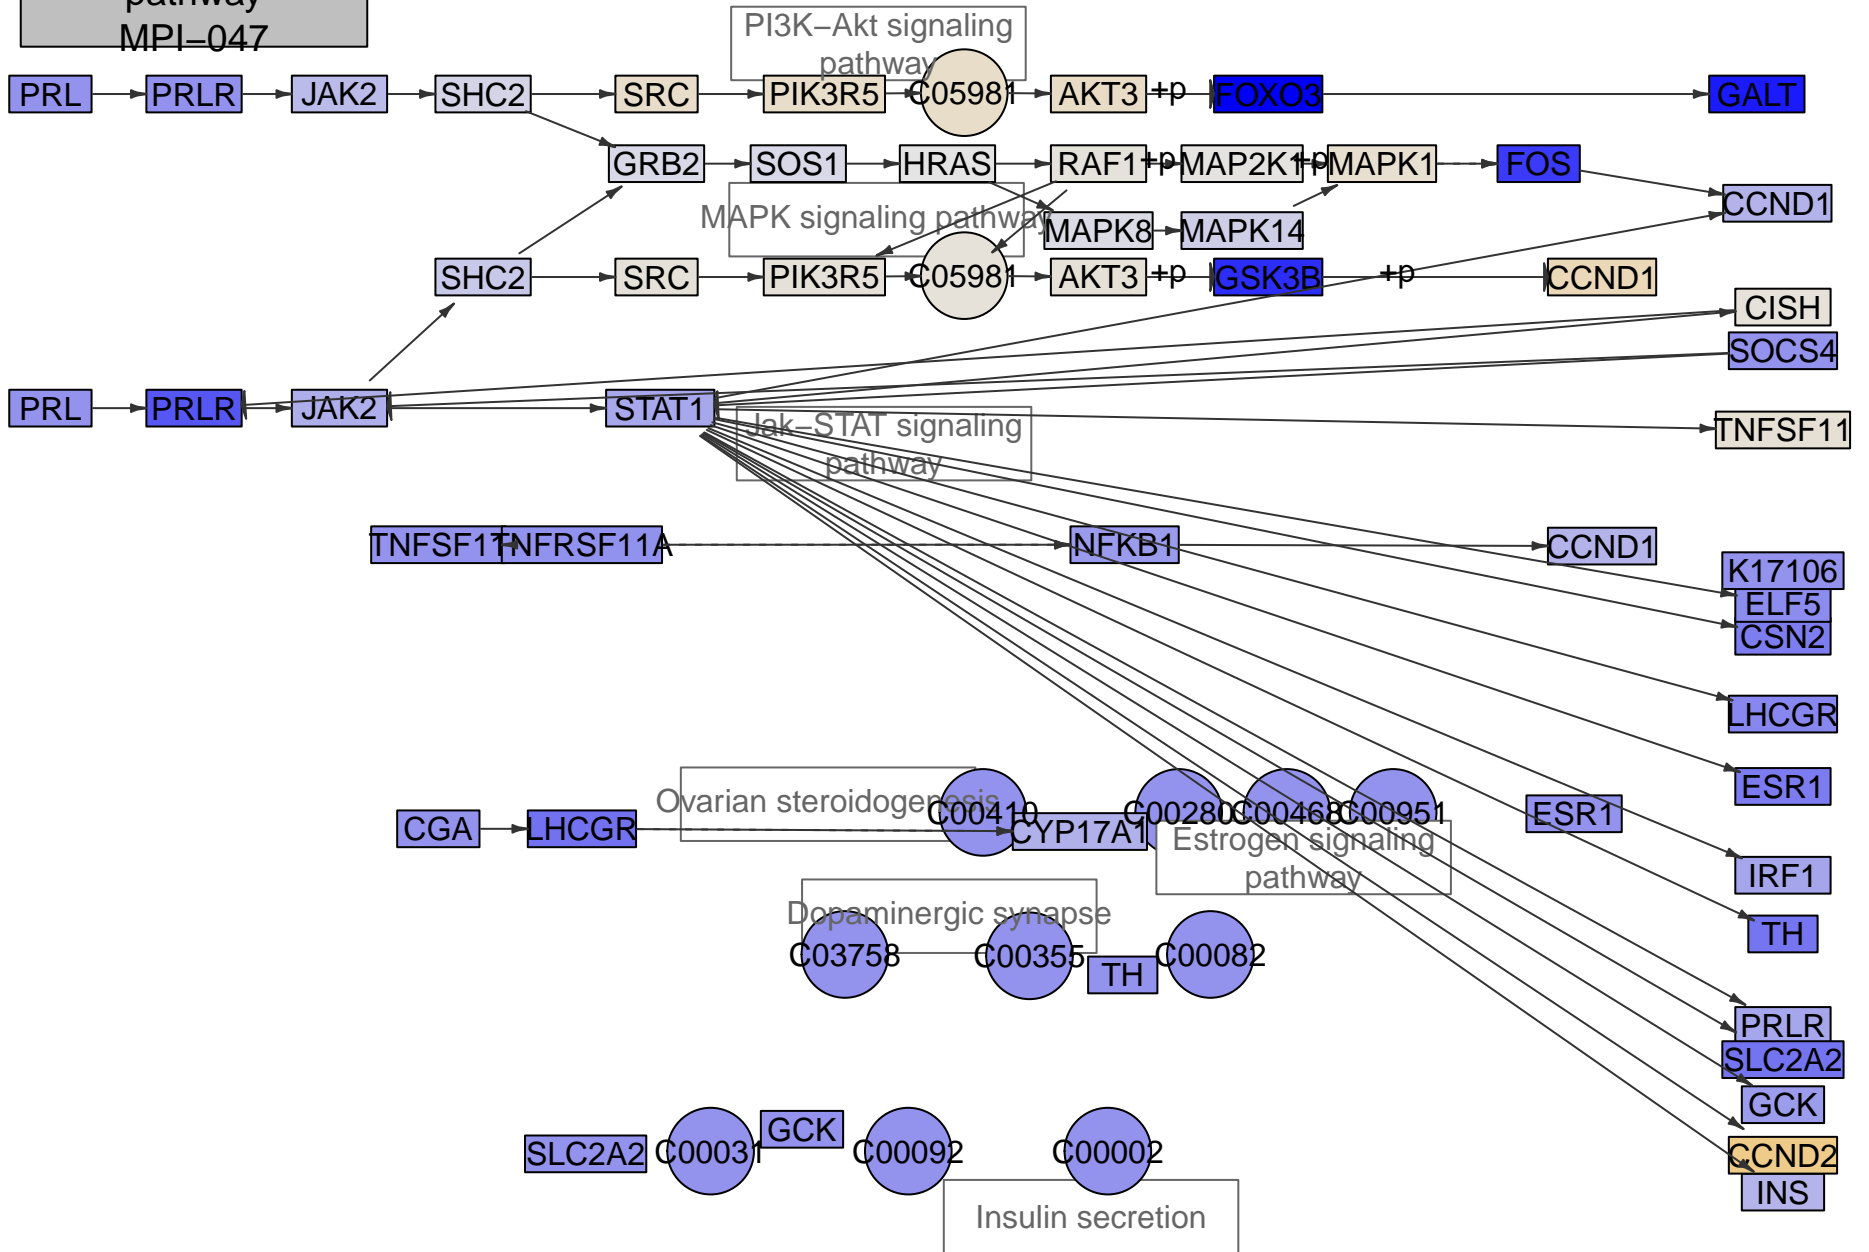 pathway
MPI−047
PI3K−Akt signaling
pathway
PRL
PRLR
JAK2
SHC2
SRC
PIK3R5
C05981
AKT3
+p
FOXO3
GALT
GRB2
SOS1
HRAS
RAF1
+p
MAP2K1
+p
MAPK1
FOS
CCND1
MAPK signaling pathway
MAPK8
MAPK14
SHC2
SRC
PIK3R5
C05981
AKT3
+p
GSK3B
+p
CCND1
CISH
SOCS4
PRL
PRLR
JAK2
STAT1
Jak−STAT signaling
pathway
TNFSF11
TNFSF11
TNFRSF11A
NFKB1
CCND1
K17106
ELF5
CSN2
LHCGR
ESR1
Ovarian steroidogenesis
C00410
C00280
C00468
C00951
ESR1
CGA
LHCGR
CYP17A1
Estrogen signaling
pathway
IRF1
Dopaminergic synapse
TH
C03758
C00355
TH
C00082
PRLR
SLC2A2
GCK
GCK
SLC2A2
C00031
C00092
C00002
CCND2
INS
Insulin secretion